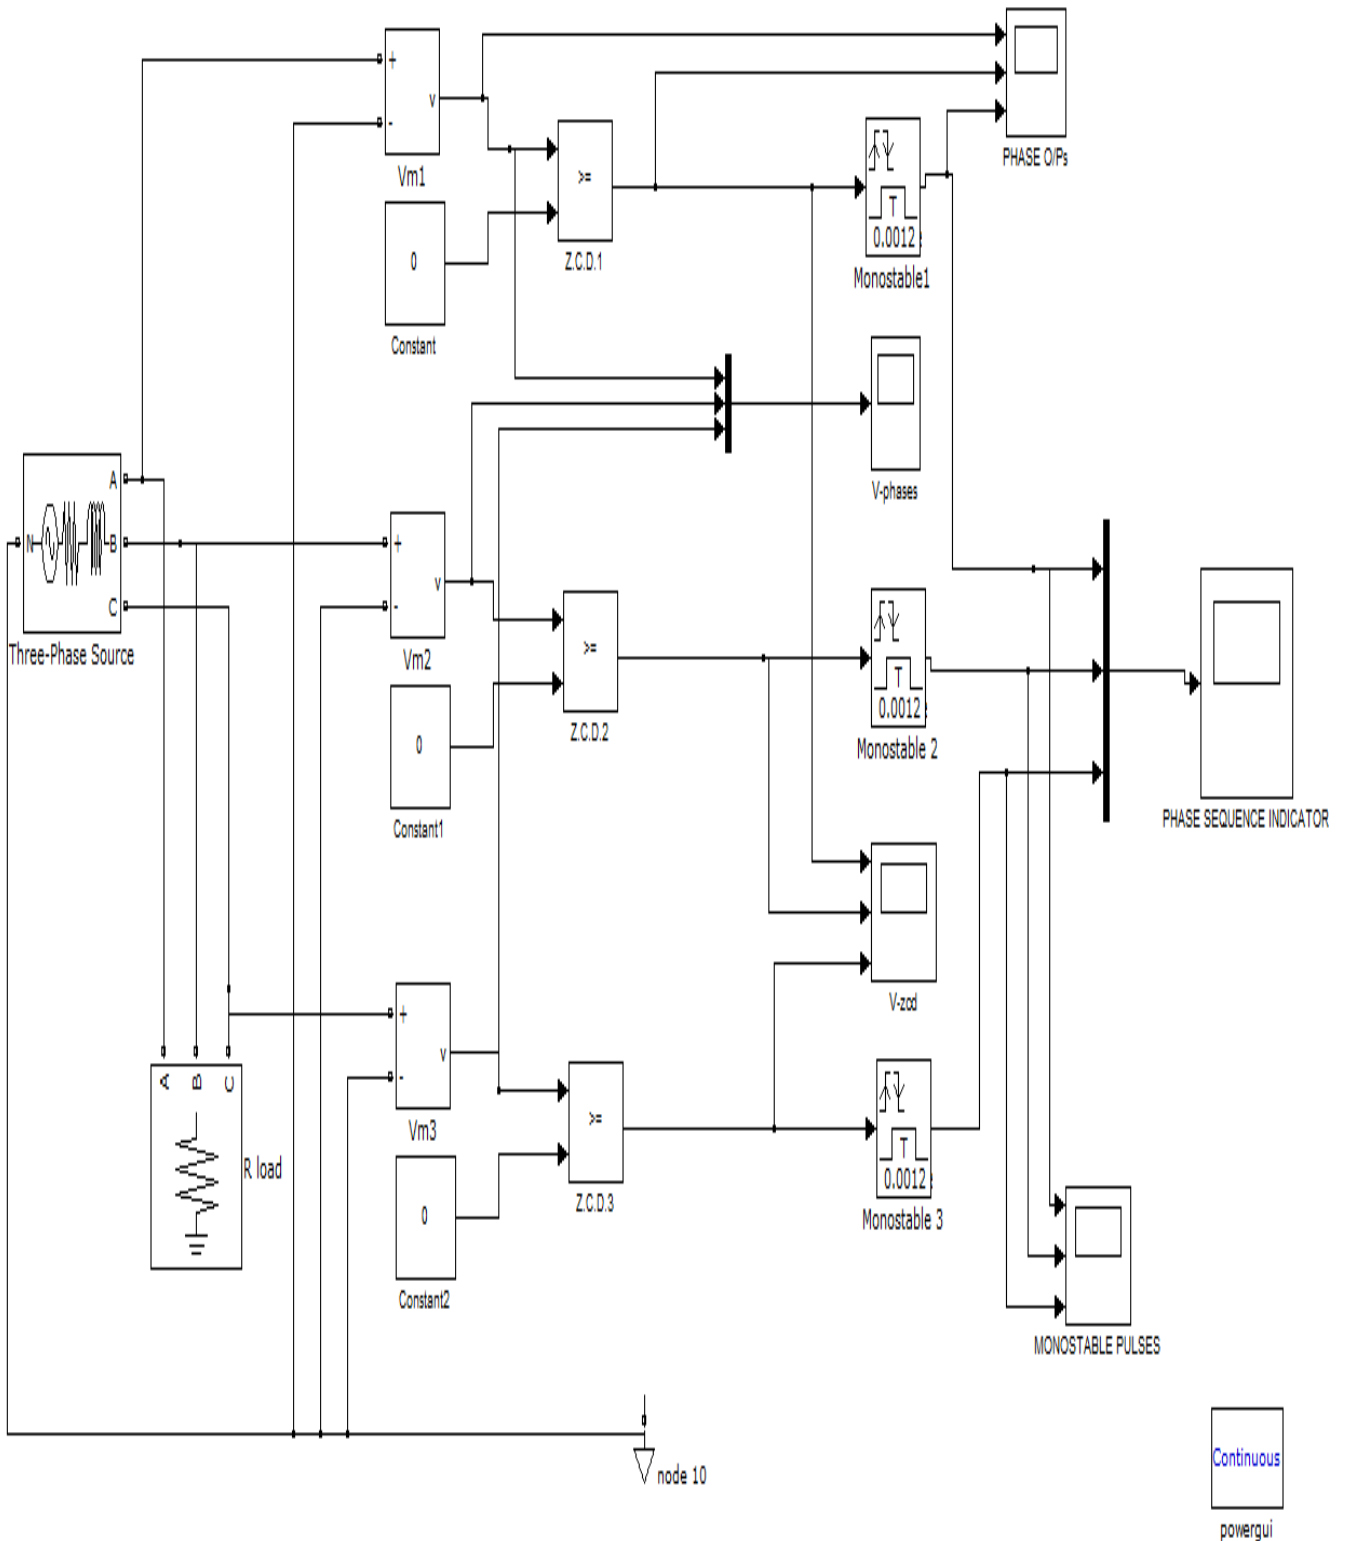 +
v
-
Vm1
PHASE O/Ps
>=
Z.C.D.1
T
0.0012
Monostable1
0
Constant
V-phases
A
N
B
C
Three-Phase Source
+
v
-
Vm2
>=
Z.C.D.2
T
0.0012
Monostable 2
0
Constant1
PHASE SEQUENCE INDICATOR
V-zcd
+
v
-
Vm3
A
B
C
R load
>=
Z.C.D.3
T
0.0012
Monostable 3
0
Constant2
MONOSTABLE PULSES
node 10
Continuous
powergui